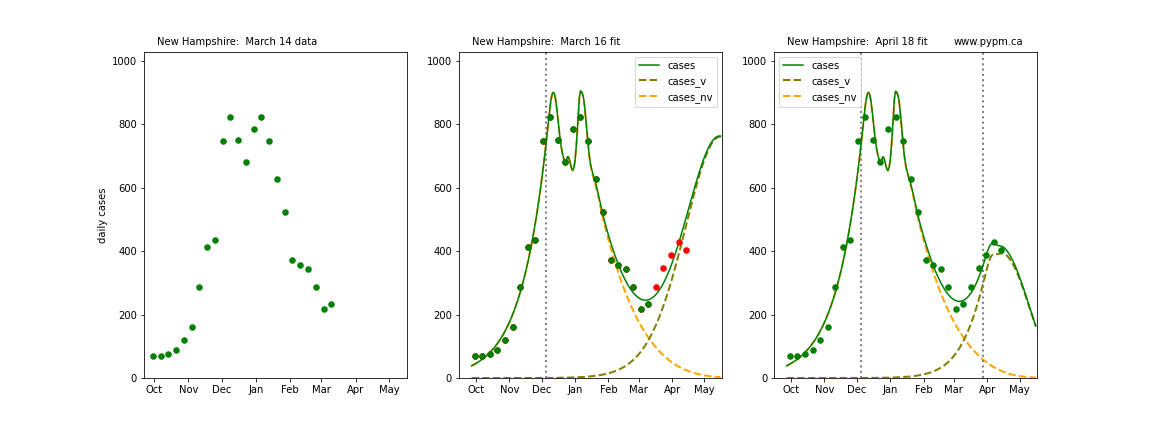 New Hampshire:  March 14 data
1000
800
600
400
200
0
daily cases
Oct Nov Dec Jan Feb Mar Apr May
New Hampshire:  March 16 fit
1000
800
600
400
200
0
cases
cases_v
cases_nv
Oct Nov Dec Jan Feb Mar Apr May
New Hampshire:  April 18 fit www.pypm.ca
1000
800
600
400
200
0
cases
cases_v
cases_nv
Oct Nov Dec Jan Feb Mar Apr May